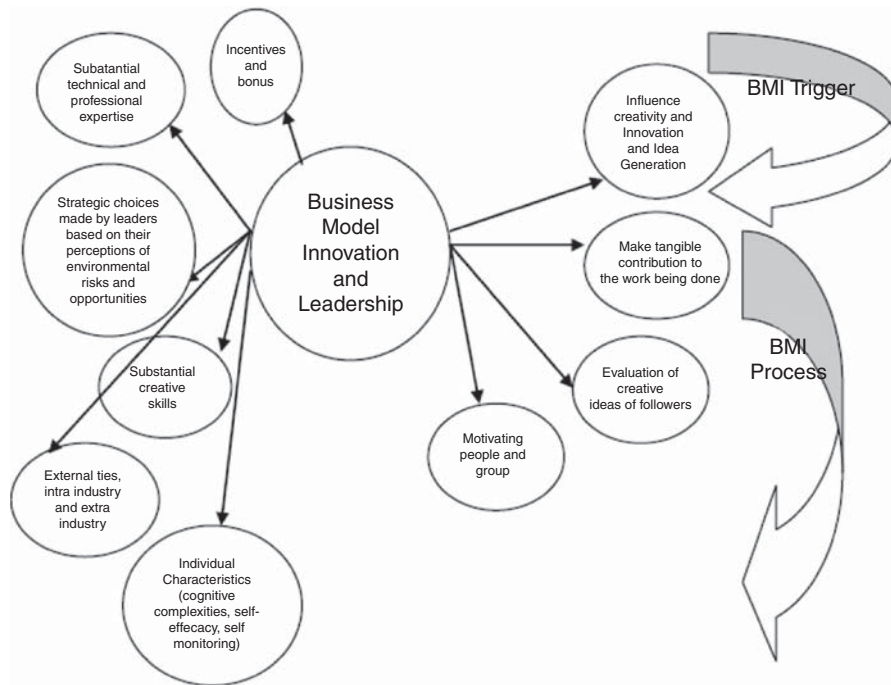 Subatantial
technical and
professional
expertise
Incentives
and
bonus
Strategic choices
made by leaders
based on their
perceptions of
environmental
risks and
opportunities
Substantial
creative
skills
External ties,
intra industry
and extra
industry
Individual
Characteristics
(cognitive
complexities, self-
effecacy, self
monitoring)
Business
Model
Innovation
and
Leadership
Influence
creativity and
Innovation
and Idea
Generation
Make tangible
contribution to
the work being done
Evaluation of
creative
ideas of followers
Motivating
people and
group
BMI Trigger
BMI
Process